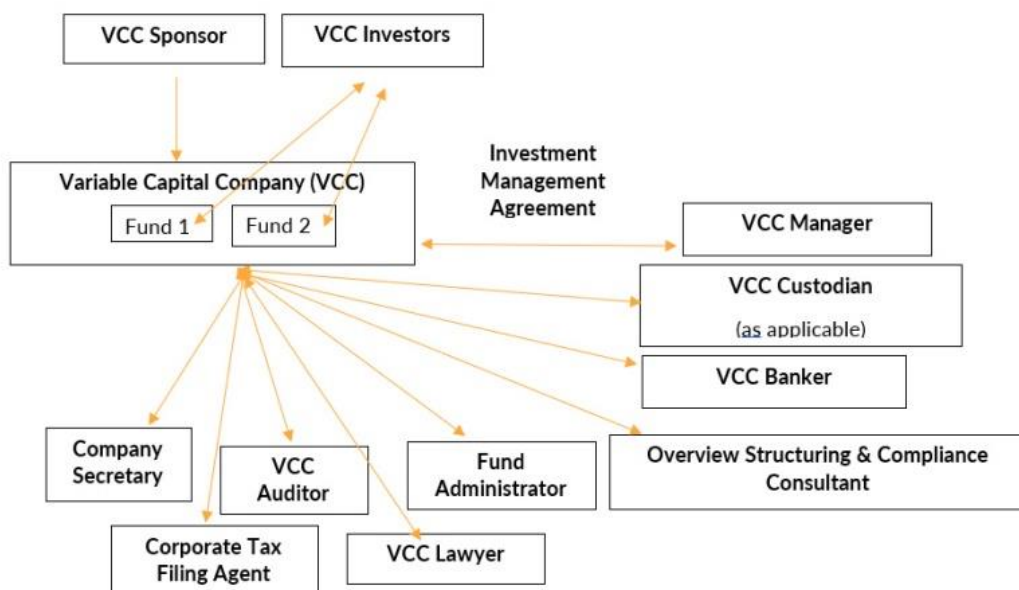 VCC Sponsor
VCC Investors
Variable Capital Company (VCC)
Fund 1
Fund 2
Investment
Management
Agreement
VCC Manager
VCC Custodian
(as applicable)
VCC Banker
Company
Secretary
VCC
Auditor
Fund
Administrator
Overview Structuring & Compliance
Consultant
Corporate Tax
Filing Agent
VCC Lawyer